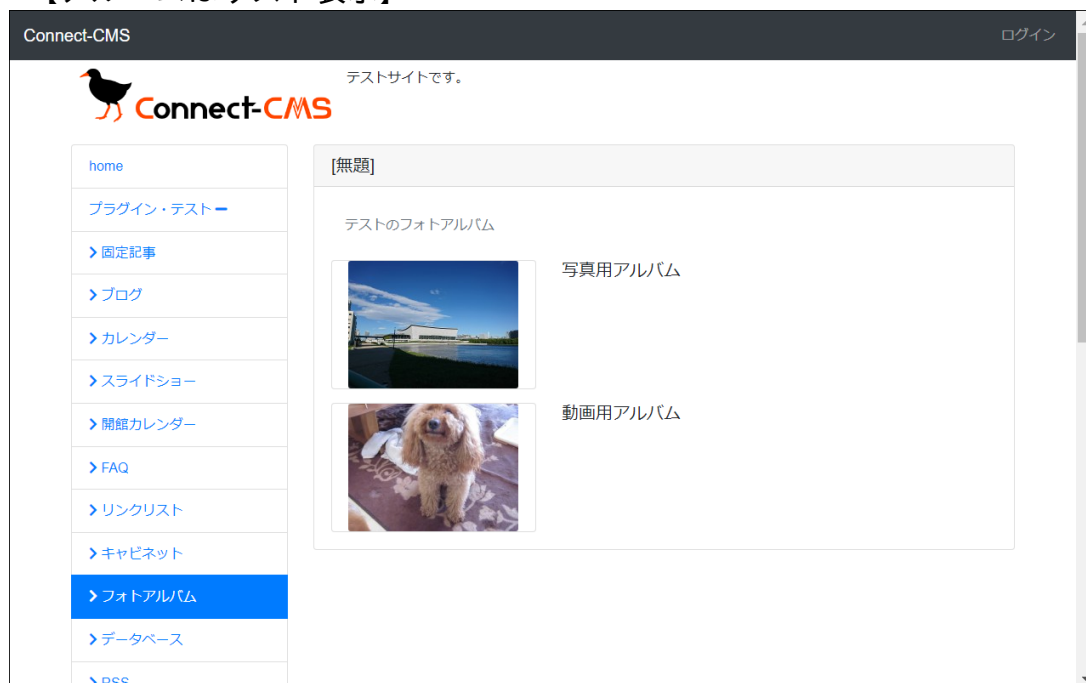 Connect-CMS
ログイン
Connect-CMS
テストサイトです。
home
プラグイン・テスト
固定記事
ブログ
カレンダー
スライドショー
開館カレンダー
FAQ
リンクリスト
キャビネット
フォトアルバム
データベース
[無題]
テストのフォトアルバム
写真用アルバム
動画用アルバム